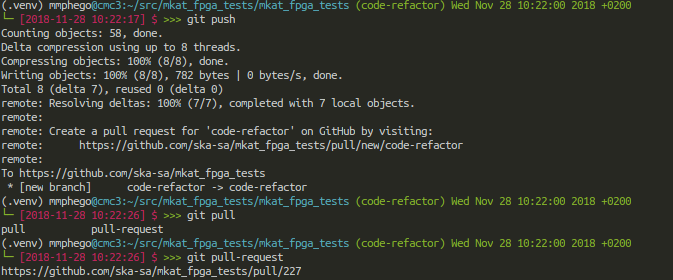 (.venv) mmphego@cmc3:~/src/mkat_fpga_tests/mkat_fpga_tests (code-refactor) Wed Nov 28 10:22:00 2018 +0200
└─ [2018-11-28 10:22:17] $ >>> git push
Counting objects: 58, done.
Delta compression using up to 8 threads.
Compressing objects: 100% (8/8), done.
Writing objects: 100% (8/8), 782 bytes | 0 bytes/s, done.
Total 8 (delta 7), reused 0 (delta 0)
remote: Resolving deltas: 100% (7/7), completed with 7 local objects.
remote:
remote: Create a pull request for 'code-refactor' on GitHub by visiting:
remote:      https://github.com/ska-sa/mkat_fpga_tests/pull/new/code-refactor
remote:
To https://github.com/ska-sa/mkat_fpga_tests
 * [new branch]      code-refactor -> code-refactor
(.venv) mmphego@cmc3:~/src/mkat_fpga_tests/mkat_fpga_tests (code-refactor) Wed Nov 28 10:22:00 2018 +0200
└─ [2018-11-28 10:22:26] $ >>> git pull
pull          pull-request
(.venv) mmphego@cmc3:~/src/mkat_fpga_tests/mkat_fpga_tests (code-refactor) Wed Nov 28 10:22:00 2018 +0200
└─ [2018-11-28 10:22:26] $ >>> git pull-request
https://github.com/ska-sa/mkat_fpga_tests/pull/227